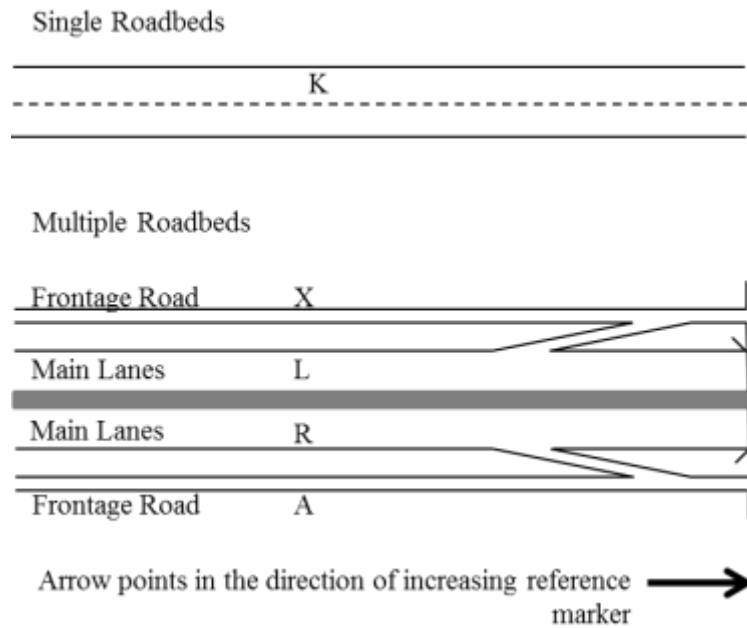 Single Roadbeds
K
Multiple Roadbeds
Frontage Road X
Main Lanes L
Main Lanes R
Frontage Road A
Arrow points in the direction of increasing reference
marker